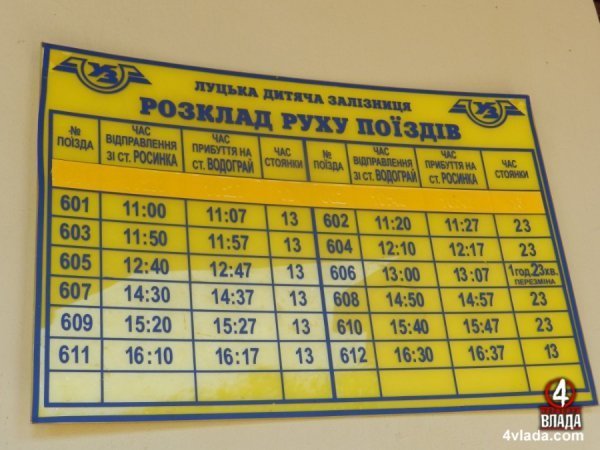 УЗ УЗ
ЛУЦЬКА ДИТЯЧА ЗАЛІЗНИЦЯ
РОЗКЛАД РУХУ ПОЇЗДІВ
№ ПОЇЗДА ЧАС ВІДПРАВЛЕННЯ ЗІ СТ. РОСИНКА ЧАС ПРИБУТТЯ НА СТ. ВОДОГРАЙ ЧАС СТОЯНКИ № ПОЇЗДА ЧАС ВІДПРАВЛЕННЯ ЗІ СТ. ВОДОГРАЙ ЧАС ПРИБУТТЯ НА СТ. РОСИНКА ЧАС СТОЯНКИ
601 11:00 11:07 13 602 11:20 11:27 23
603 11:50 11:57 13 604 12:10 12:17 23
605 12:40 12:47 13 606 13:00 13:07 1 год.23хв. ПЕРЕЗМІНА
607 14:30 14:37 13 608 14:50 14:57 23
609 15:20 15:27 13 610 15:40 15:47 23
611 16:10 16:17 13 612 16:30 16:37 13
4
ВЛАДА
4vlada.com